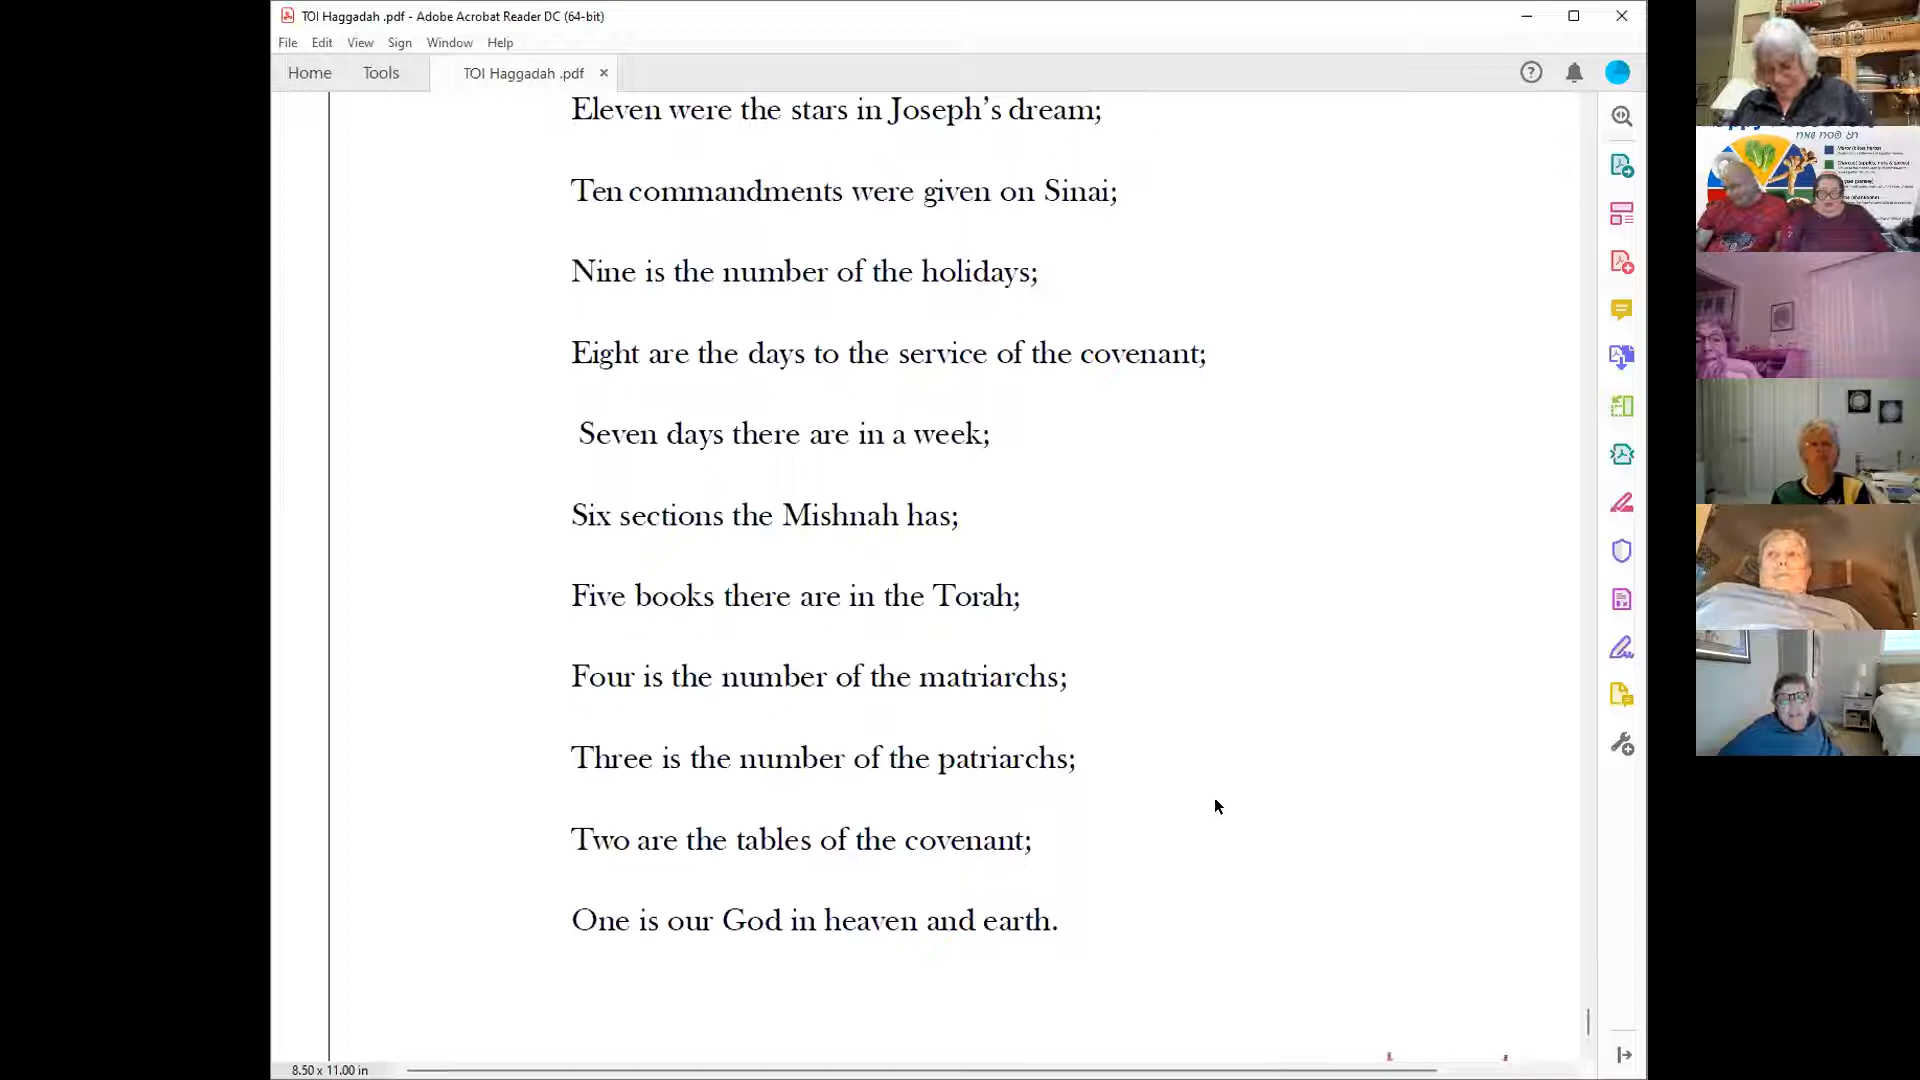 TOI Haggadah .pdf - Adobe Acrobat Reader DC (64-bit)
File Edit View Sign Window Help
Home Tools TOI Haggadah .pdf
Eleven were the stars in Joseph’s dream;
Ten commandments were given on Sinai;
Nine is the number of the holidays;
Eight are the days to the service of the covenant;
Seven days there are in a week;
Six sections the Mishnah has;
Five books there are in the Torah;
Four is the number of the matriarchs;
Three is the number of the patriarchs;
Two are the tables of the covenant;
One is our God in heaven and earth.
8.50 x 11.00 in